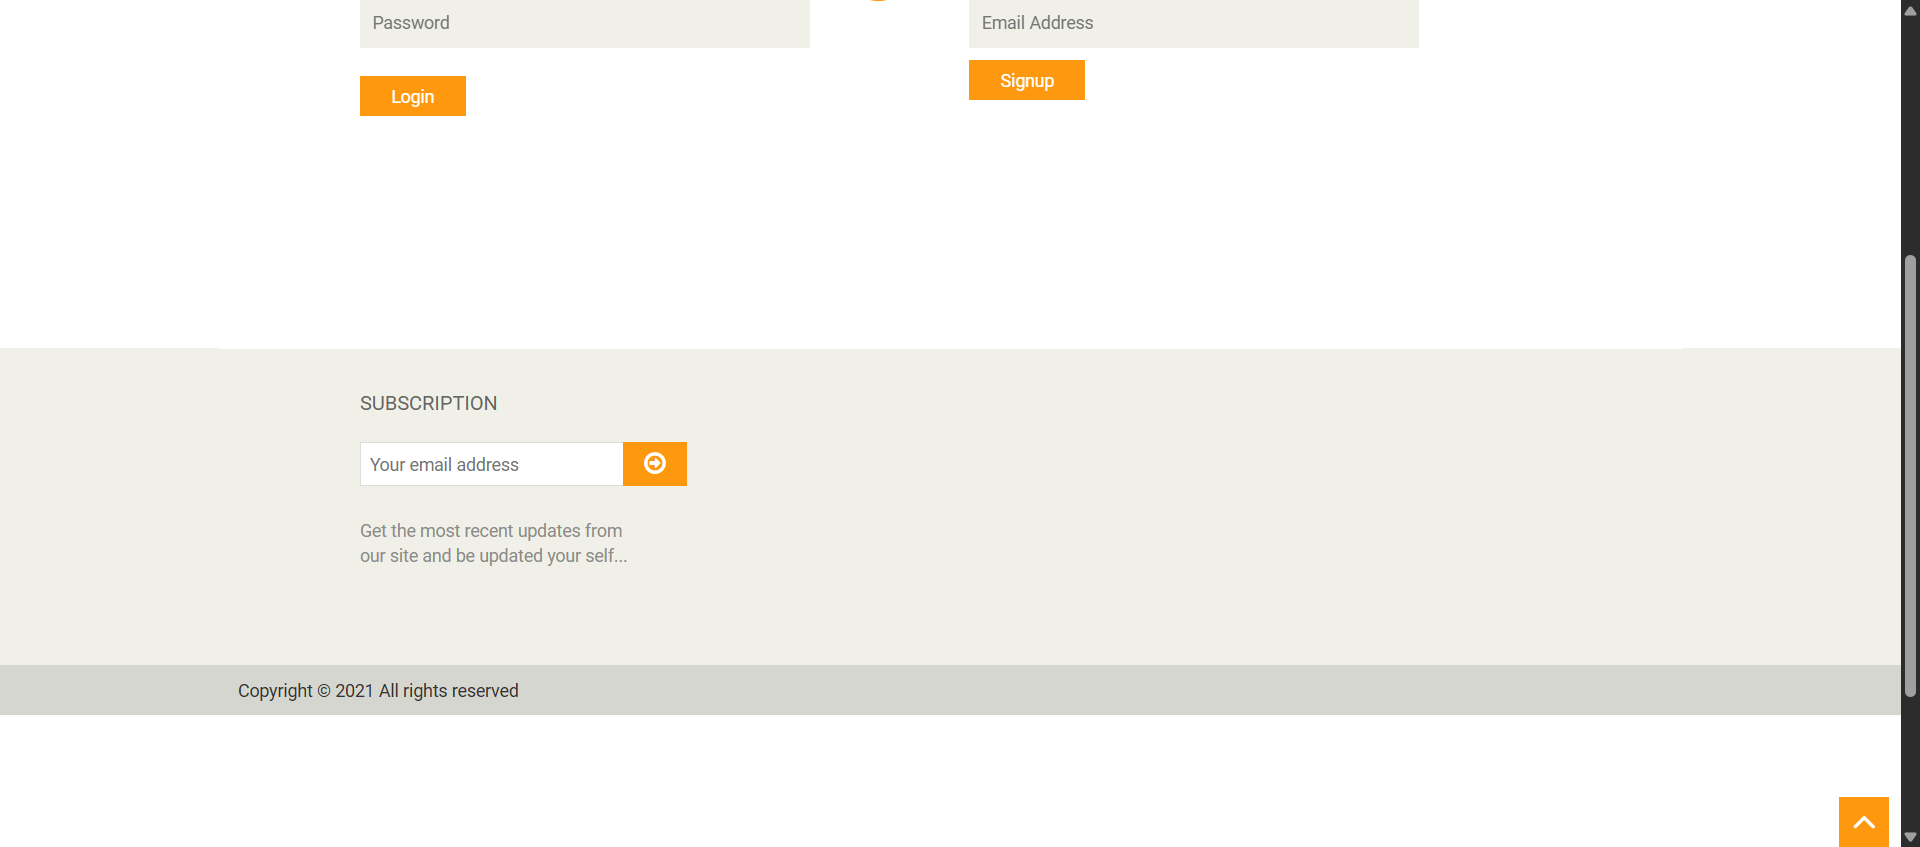 Password
Email Address
Login
Signup
SUBSCRIPTION
Your email address
Get the most recent updates from
our site and be updated your self...
Copyright © 2021 All rights reserved